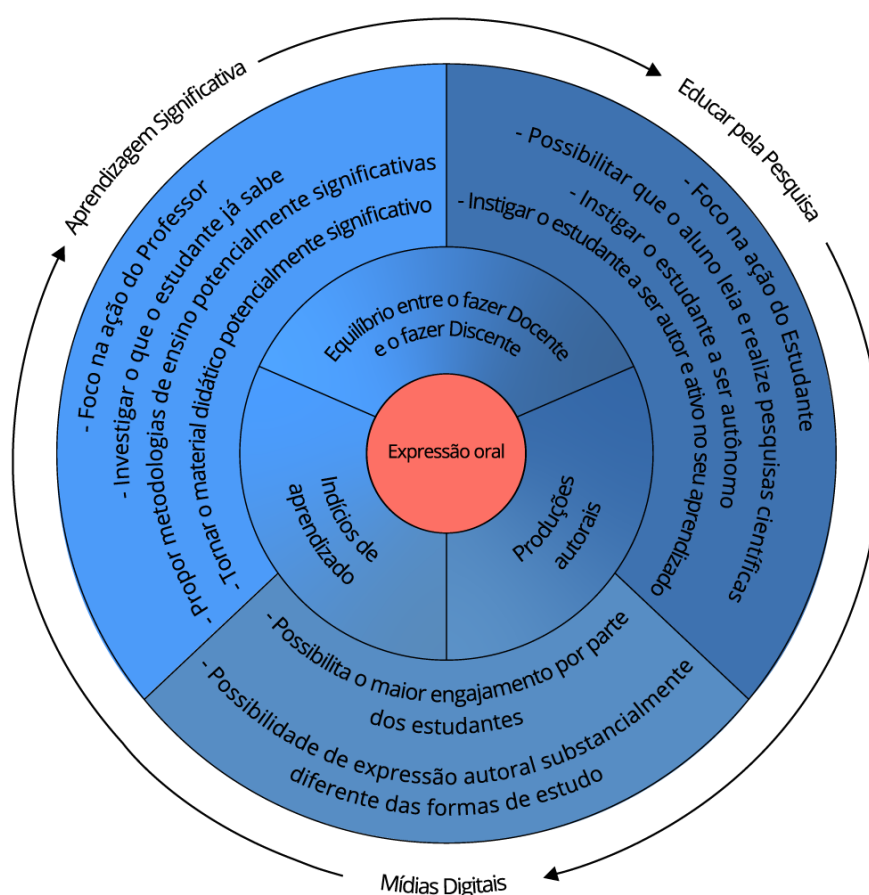 Aprendizagem Significativa
Educar pela Pesquisa
Mídias Digitais
- Foco na ação do Professor
- Investigar o que o estudante já sabe
- Propor metodologias de ensino potencialmente significativas
- Tornar o material didático potencialmente significativo
- Foco na ação do Estudante
- Possibilitar que o aluno leia e realize pesquisas científicas
- Instigar o estudante a ser autônomo
- Instigar o estudante a ser autor e ativo no seu aprendizado
- Possibilita o maior engajamento por parte
dos estudantes
- Possibilidade de expressão autoral substancialmente
diferente das formas de estudo
Equilíbrio entre o fazer Docente
e o fazer Discente
Indícios de
aprendizado
Produções
autorais
Expressão oral